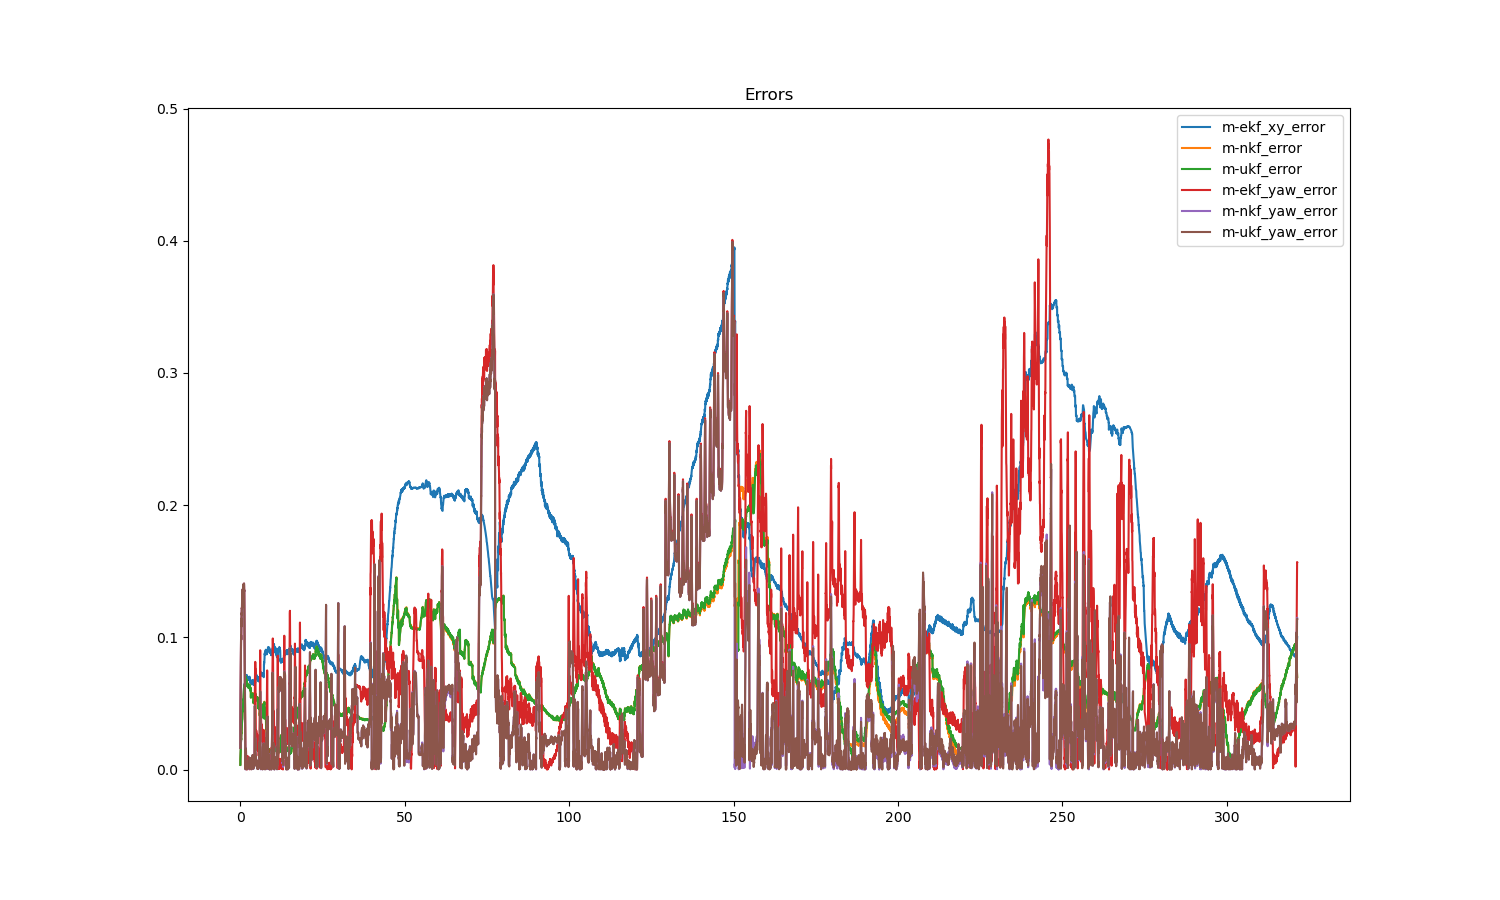 Errors
0.5
0.4
0.3
0.2
0.1
0.0
m-ekf_xy_error
m-nkf_error
m-ukf_error
m-ekf_yaw_error
m-nkf_yaw_error
m-ukf_yaw_error
0 50 100 150 200 250 300